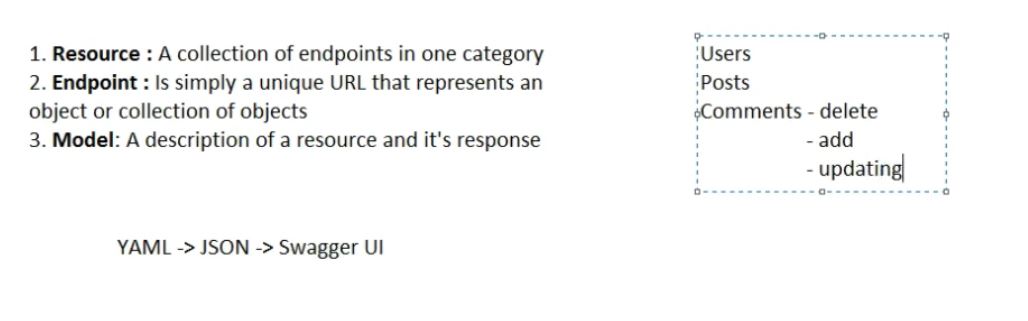 1. Resource : A collection of endpoints in one category
2. Endpoint : Is simply a unique URL that represents an
object or collection of objects
3. Model: A description of a resource and it's response
Users
Posts
Comments - delete
- add
- updating
YAML -> JSON -> Swagger UI